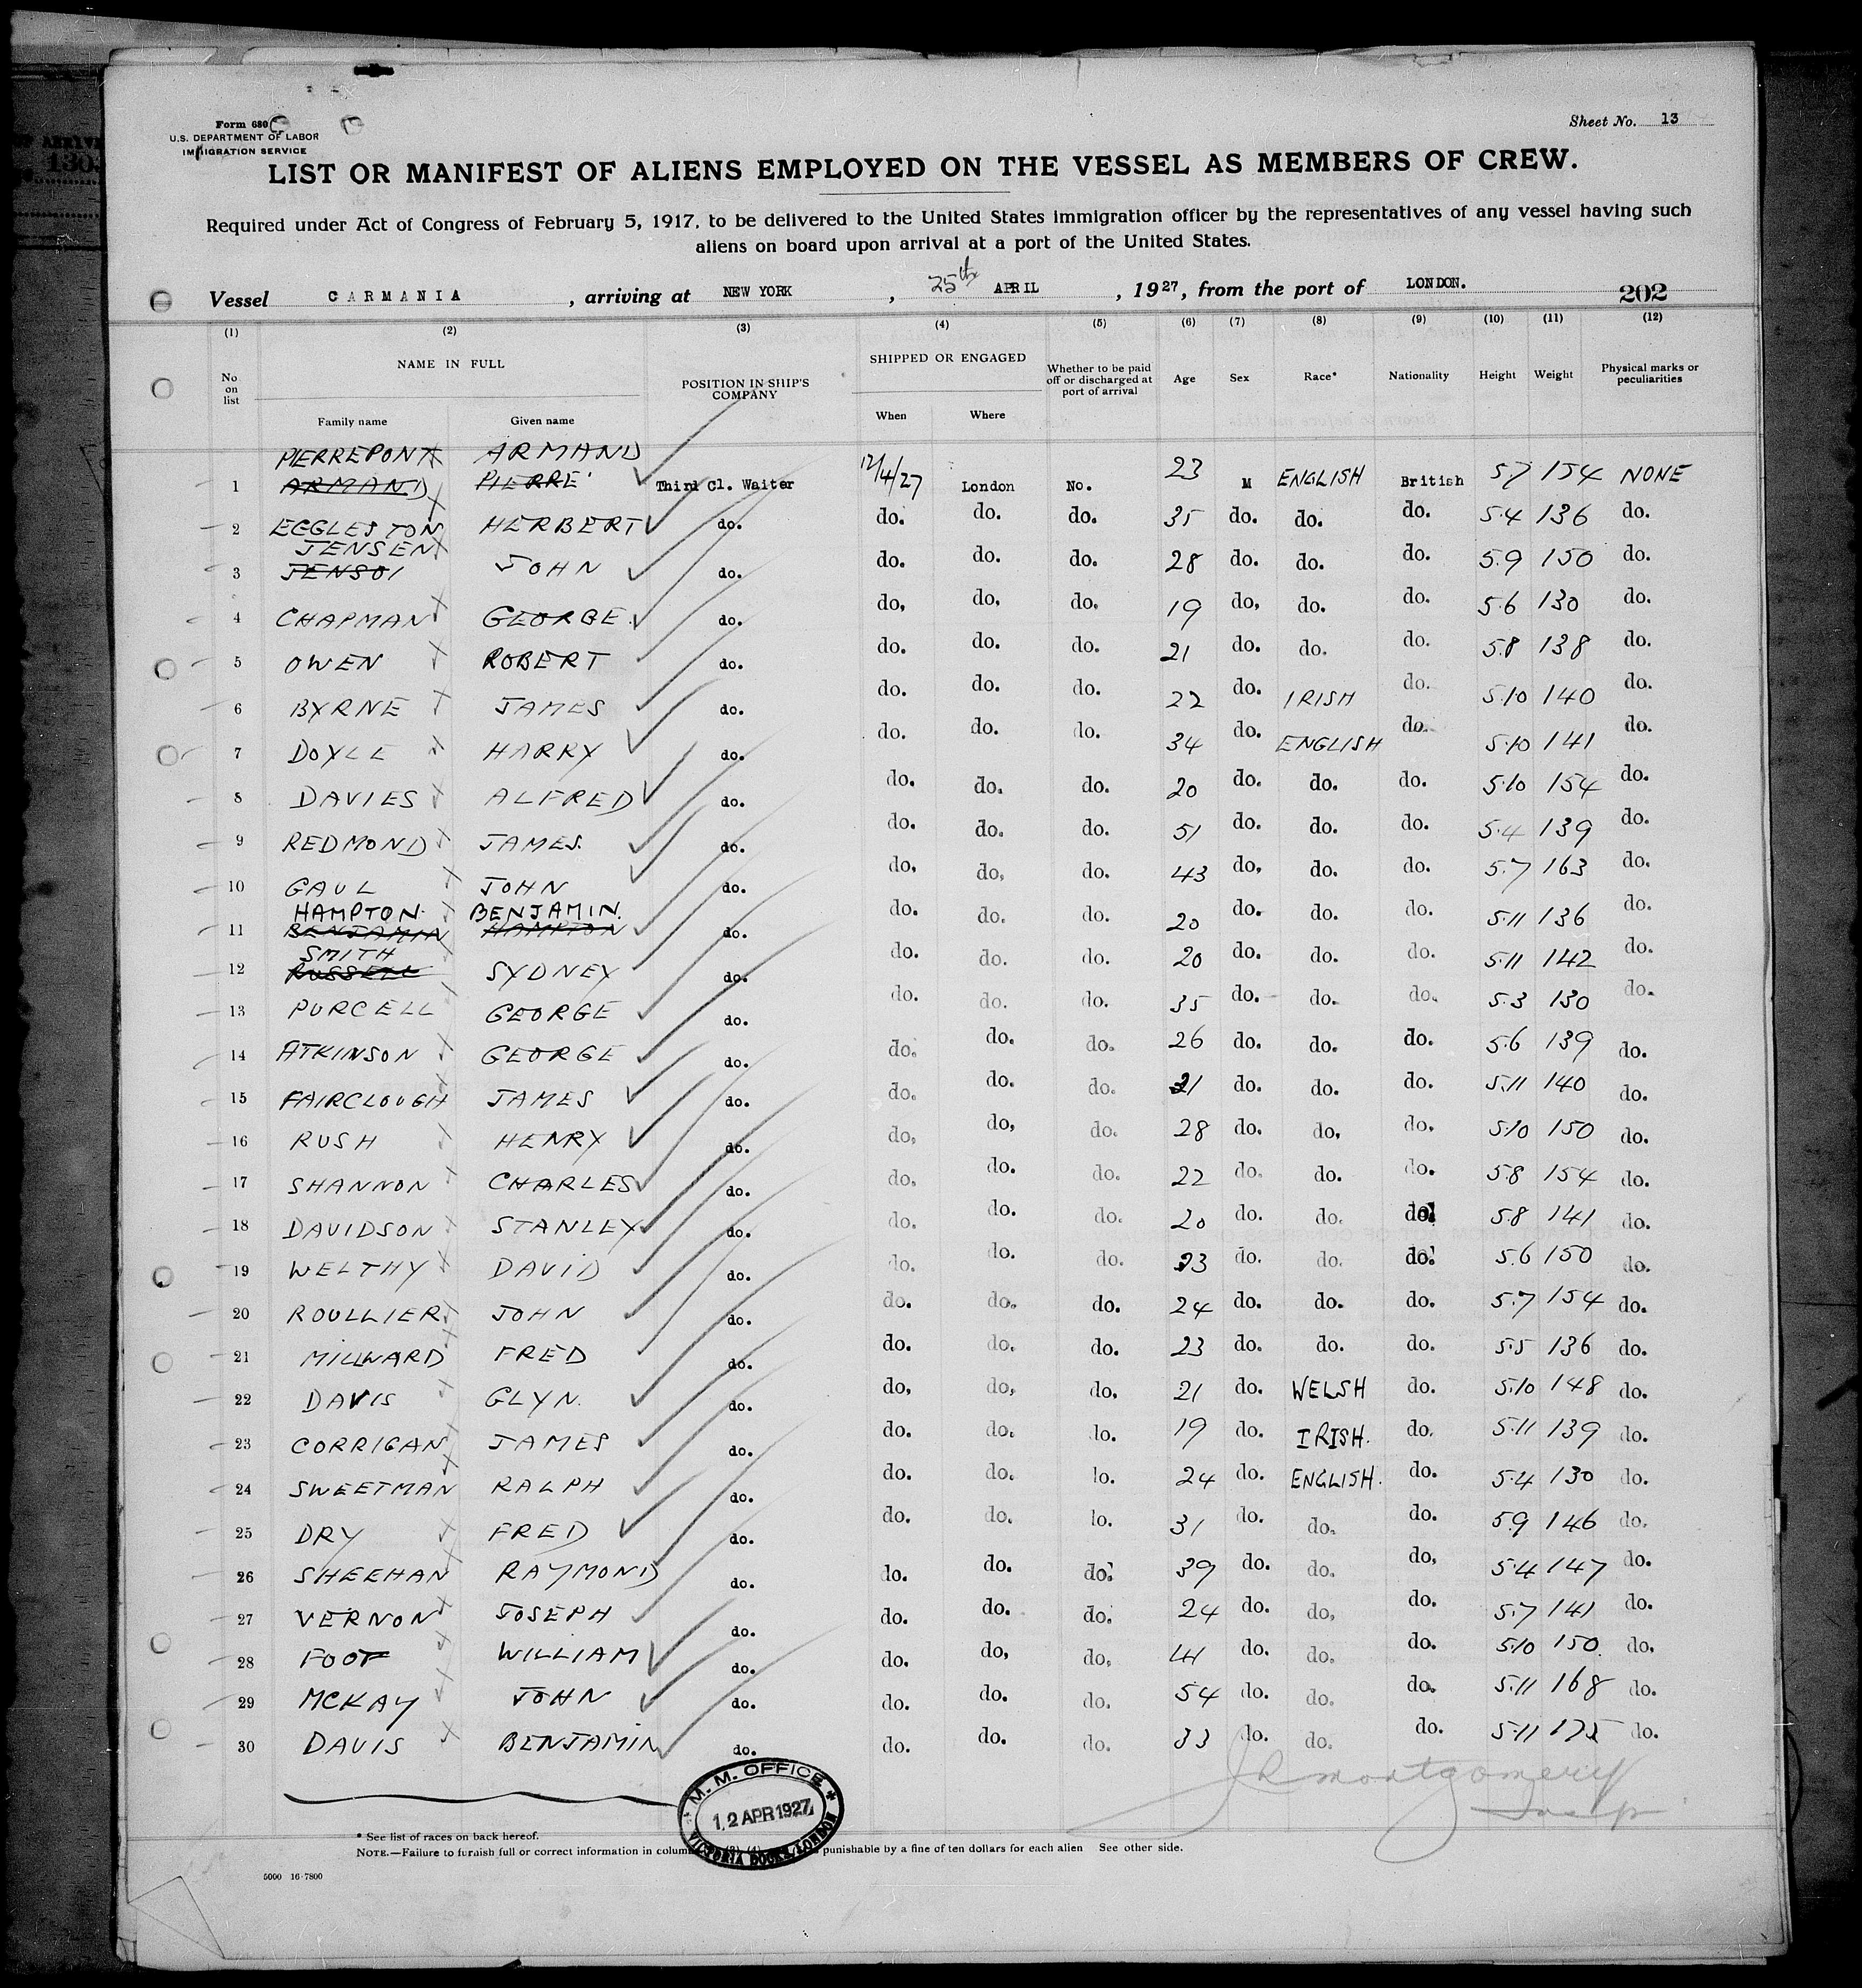 Form 680
U.S. DEPARTMENT OF LABOR
IMMIGRATION SERVICE
Sheet No. 13
LIST OR MANIFEST OF ALIENS EMPLOYED ON THE VESSEL AS MEMBERS OF CREW.
Required under Act of Congress of February 5, 1917, to be delivered to the United States immigration officer by the representatives of any vessel having such
aliens on board upon arrival at a port of the United States.
Vessel CARMANIA, arriving at NEW YORK, 25th APRIL, 1927, from the port of LONDON.
202
(1) (2) (3) (4) (5) (6) (7) (8) (9) (10) (11) (12)
No on list NAME IN FULL POSITION IN SHIP'S COMPANY SHIPPED OR ENGAGED Whether to be paid off or discharged at port of arrival Age Sex Race* Nationality Height Weight Physical marks or peculiarities
Family name Given name When Where
PIERREPONT ARMAND
1 ARMAND PIERRE Third Cl. Waiter 12/4/27 London No. 23 M ENGLISH British 5 7 154 NONE
2 EGGLESTON HERBERT do. do. do. do. 35 do. do. do. 5.4 136 do.
JENSEN
3 JENSOI JOHN do. do. do. do. 28 do. do. do. 5.9 150 do.
4 CHAPMAN GEORGE. do. do, do, do. 19 do, do. do. 5.6 130 do.
5 OWEN ROBERT do. do. do. do. 21 do. do. do. 5.8 138 do.
6 BYRNE JAMES do. do. do. do. 22 do. IRISH do. 5.10 140 do.
7 DOYLE HARRY do. do. do. do. 34 do. ENGLISH do. 5.10 141 do.
8 DAVIES ALFRED do. do. do. do. 20 do. do. do. 5.10 154 do.
9 REDMOND JAMES. do. do. do. do. 51 do. do. do. 5.4 139 do.
10 GAUL JOHN do. do, do, do. 43 do, do. do. 5.7 163 do.
HAMPTON. BENJAMIN.
11 BENJAMIN HAMPTON do. do. do. do. 20 do. do. do. 5.11 136 do.
SMITH
12 RUSSELL SYDNEY do. do. do. do. 20 do. do. do. 5.11 142 do.
13 PURCELL GEORGE do. do. do. do. 35 do. do. do. 5.3 130 do.
14 ATKINSON GEORGE do. do. do. do. 26 do. do. do. 5.6 139 do.
15 FAIRCLOUGH JAMES do. do. do. do. 21 do. do. do. 5.11 140 do.
16 RUSH HENRY do. do, do, do. 28 do. do, do. 5.10 150 do.
17 SHANNON CHARLES do. do. do. do. 22 do. do. do. 5.8 154 do.
18 DAVIDSON STANLEY do. do. do. do. 20 do. do. do. 5.8 141 do.
19 WELTHY DAVID do. do. do. do. 23 do. do. do. 5.6 150 do.
20 ROULLIER JOHN do. do. do. do. 24 do. do. do. 5.7 154 do.
21 MILLWARD FRED do. do. do. do. 23 do. do. do. 5.5 136 do.
22 DAVIS GLYN. do. do, do, do. 21 do. WELSH do. 5.10 148 do.
23 CORRIGAN JAMES do. do. do. lo. 19 do. IRISH. do. 5.11 139 do.
24 SWEETMAN RALPH do. do. do. lo. 24 do. ENGLISH. do. 5.4 130 do.
25 DRY FRED do. do. do. lo. 31 do. do. do. 5.9 146 do.
26 SHEEHAN RAYMOND do. do. do. do. 39 do. do. do, 5.4 147 do.
27 VERNON JOSEPH do. do. do. do. 24 do. do, do. 5.7 141 do.
28 FOOT WILLIAM do. do. do, do, 41 do. do. do. 5.10 150. do.
29 MCKAY JOHN do. do. do. do. 54 do. do. do. 5.11 168 do.
30 DAVIS BENJAMIN do. do. do. do. 33 do. do. do. 5.11 175 do.
J R Montgomery
Insp
M. M. OFFICE
12 APR 1927
VICTORIA DOCKS, LONDON
* See list of races on back hereof.
NOTE.—Failure to furnish full or correct information in colum punishable by a fine of ten dollars for each alien See other side.
5000 16-7800